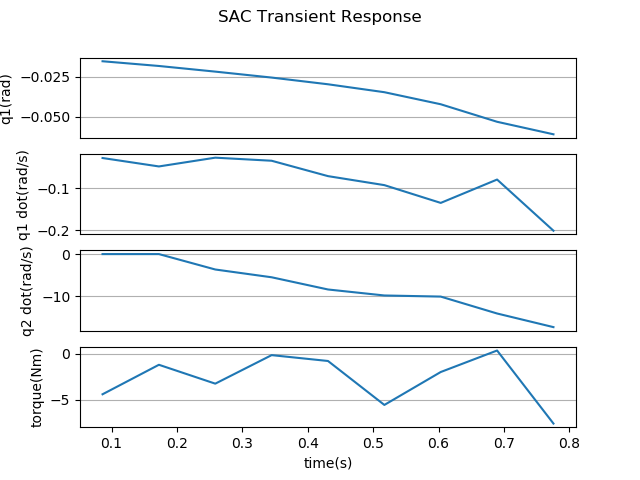 SAC Transient Response
q1(rad)
−0.025
−0.050
q1 dot(rad/s)
−0.1
−0.2
q2 dot(rad/s)
0
−10
torque(Nm)
0
−5
0.1 0.2 0.3 0.4 0.5 0.6 0.7 0.8
time(s)